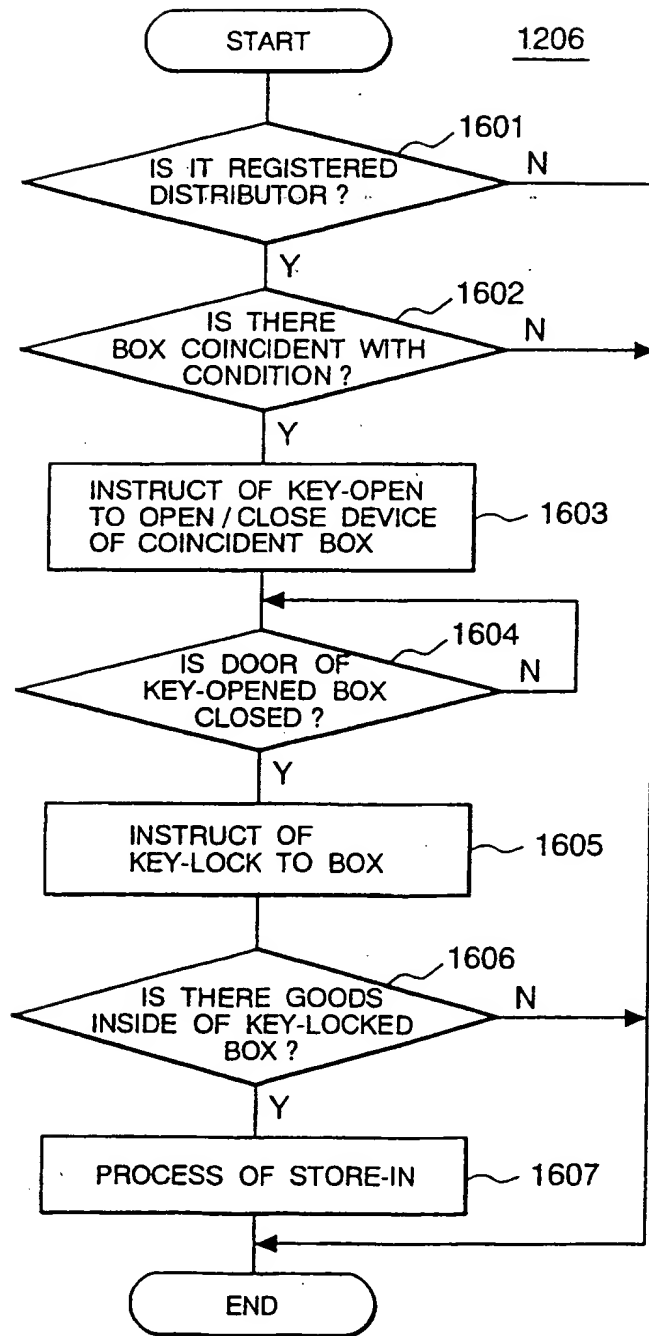 START
1206
1601
IS IT REGISTERED
DISTRIBUTOR ?
N
Y
1602
IS THERE
BOX COINCIDENT WITH
CONDITION ?
N
Y
INSTRUCT OF KEY-OPEN
TO OPEN / CLOSE DEVICE
OF COINCIDENT BOX
1603
1604
IS DOOR OF
KEY-OPENED BOX
CLOSED ?
N
Y
INSTRUCT OF
KEY-LOCK TO BOX
1605
1606
IS THERE GOODS
INSIDE OF KEY-LOCKED
BOX ?
N
Y
PROCESS OF STORE-IN
1607
END